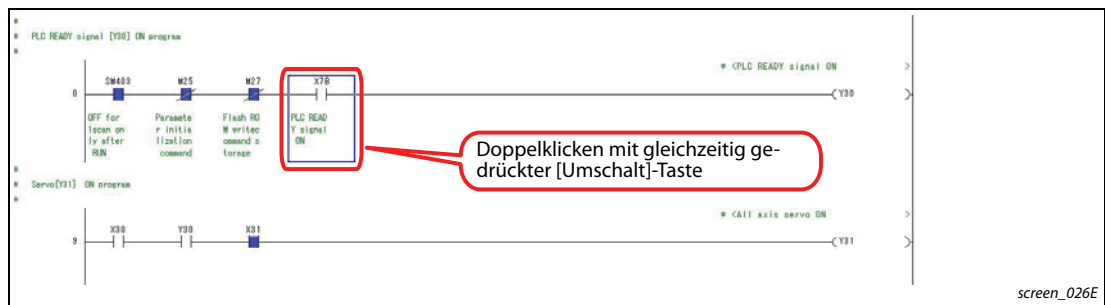 *
* PLC READY signal [Y30] ON program
*
* <PLC READY signal ON >
SM403 M25 M27 X7B
0 Y30
OFF for Paramete Flash RO PLC READ
1scan on r initia M writec Y signal
ly after lization ommand s ON
RUN command torage
Doppelklicken mit gleichzeitig ge-
drückter [Umschalt]-Taste
*
* Servo[Y31] ON program
*
* <All axis servo ON >
X30 Y30 X31
9 Y31
screen_026E